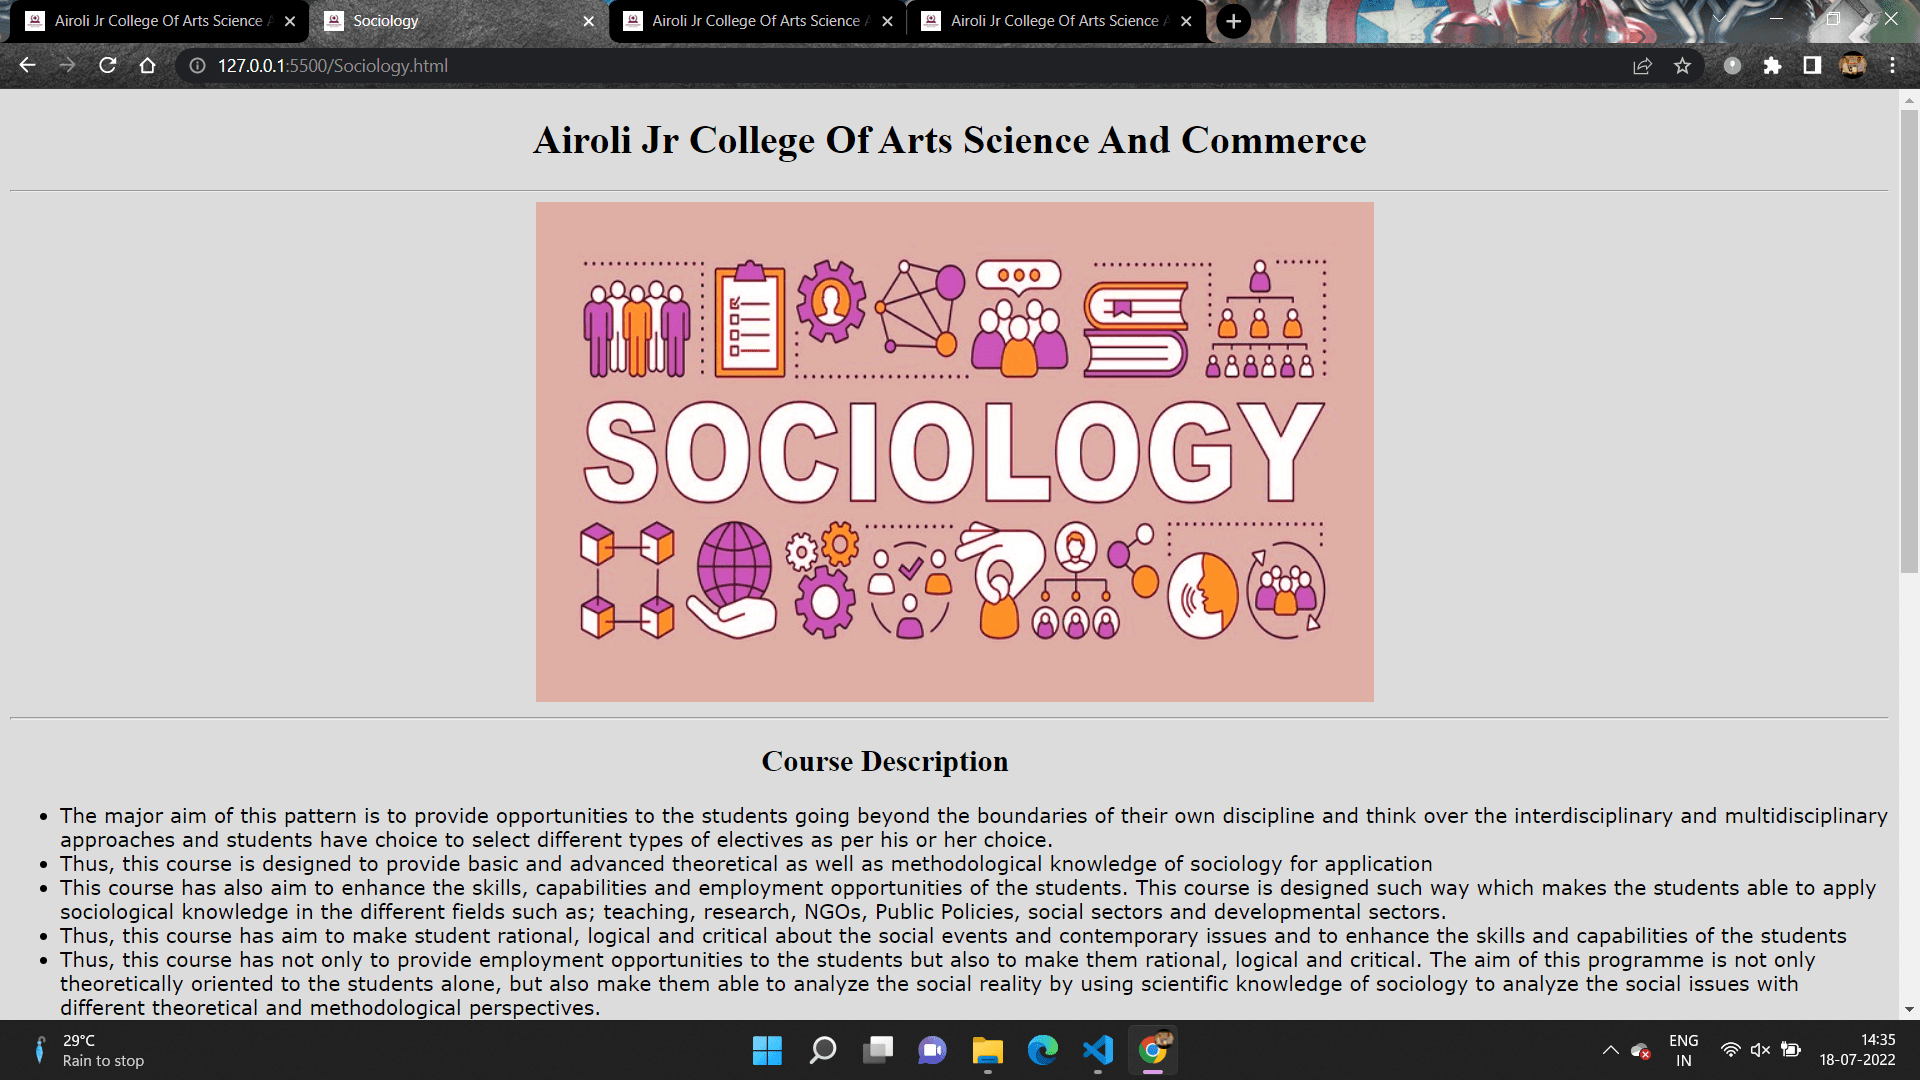 Airoli Jr College Of Arts Science A
Sociology
Airoli Jr College Of Arts Science A
Airoli Jr College Of Arts Science A
127.0.0.1:5500/Sociology.html
Airoli Jr College Of Arts Science And Commerce
SOCIOLOGY
Course Description
• The major aim of this pattern is to provide opportunities to the students going beyond the boundaries of their own discipline and think over the interdisciplinary and multidisciplinary
approaches and students have choice to select different types of electives as per his or her choice.
• Thus, this course is designed to provide basic and advanced theoretical as well as methodological knowledge of sociology for application
• This course has also aim to enhance the skills, capabilities and employment opportunities of the students. This course is designed such way which makes the students able to apply
sociological knowledge in the different fields such as; teaching, research, NGOs, Public Policies, social sectors and developmental sectors.
• Thus, this course has aim to make student rational, logical and critical about the social events and contemporary issues and to enhance the skills and capabilities of the students
• Thus, this course has not only to provide employment opportunities to the students but also to make them rational, logical and critical. The aim of this programme is not only
theoretically oriented to the students alone, but also make them able to analyze the social reality by using scientific knowledge of sociology to analyze the social issues with
different theoretical and methodological perspectives.
29°C
Rain to stop
ENG
IN
14:35
18-07-2022